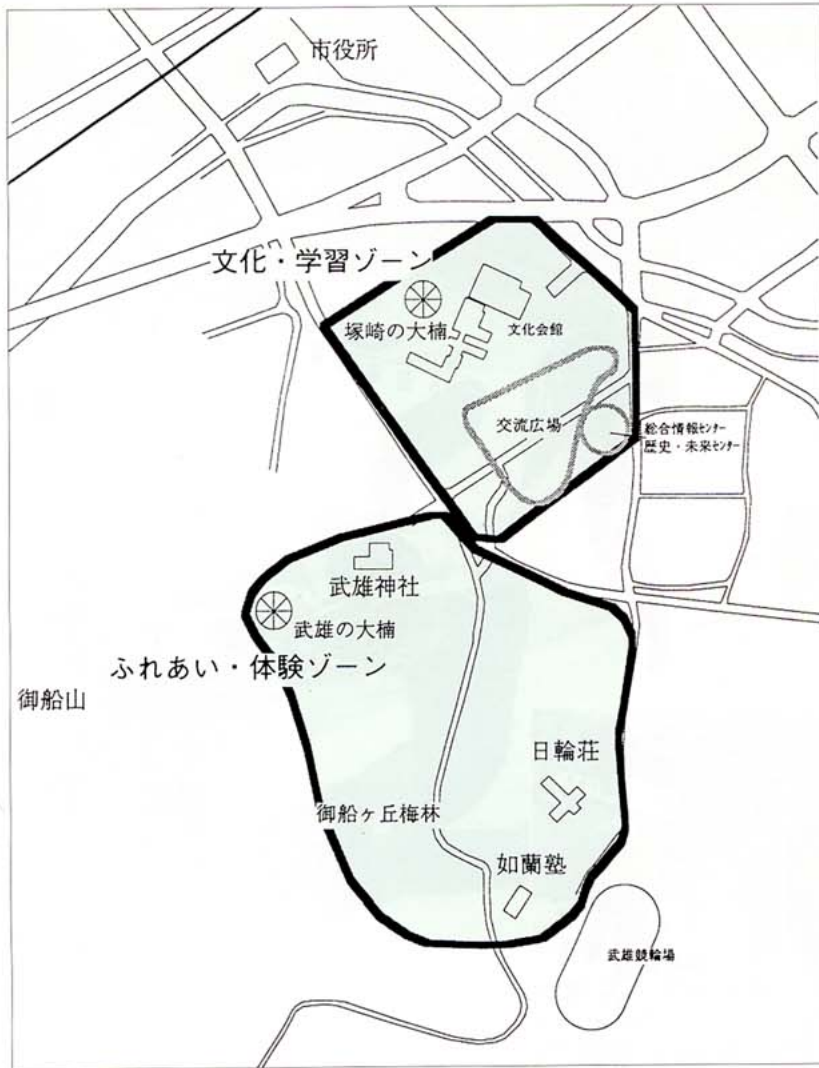 市役所
文化・学習ゾーン
塚崎の大楠
文化会館
交流広場
総合情報センター
歴史・未来センター
武雄神社
武雄の大楠
ふれあい・体験ゾーン
御船山
日輪荘
御船ヶ丘梅林
如蘭塾
武雄競輪場